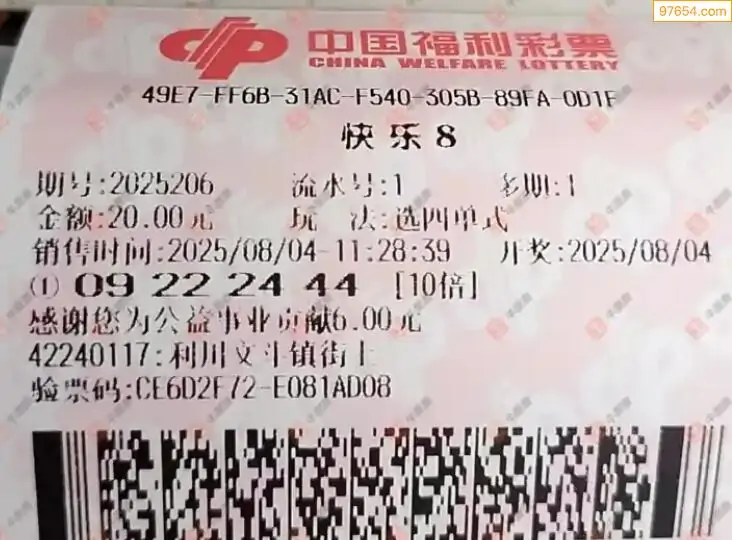 97654.com
中国福利彩票
CHINA WELFARE LOTTERY
49E7-FF6B-31AC-F540-305B-89FA-0D1F
快乐8
期号:2025206 流水号:1 多期:1
金额:20.00元 玩 法:选四单式
销售时间:2025/08/04-11:28:39 开奖:2025/08/04
① 09 22 24 44 [10倍]
感谢您为公益事业贡献6.00元
42240117:利川文斗镇街上
验票码:CE6D2F72-E081AD08